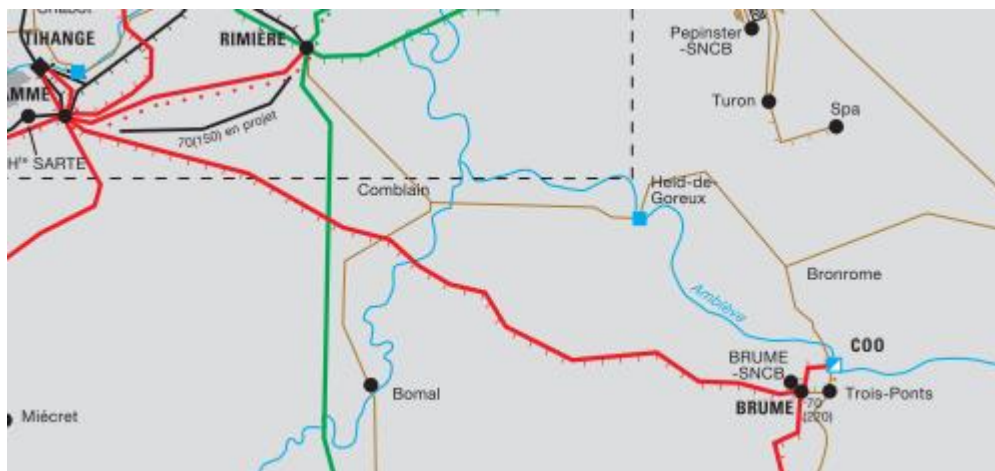 TIHANGE
RIMIÈRE
Pepinster
-SNCB
Turon
Spa
70(150) en projet
SARTE
Comblain
Heid-de-
Goreux
Bronrome
Amblève
COO
BRUME
-SNCB
Bomal
BRUME
70
(220)
Trois-Ponts
Miécret